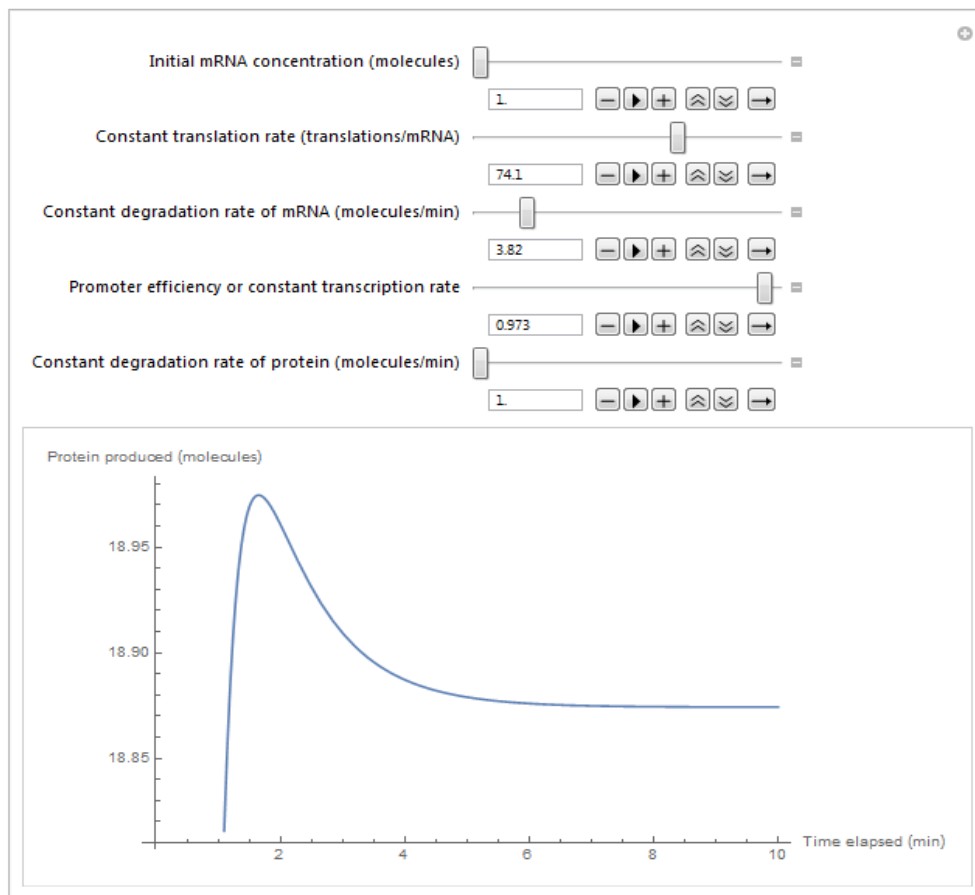 Initial mRNA concentration (molecules)
1.
Constant translation rate (translations/mRNA)
74.1
Constant degradation rate of mRNA (molecules/min)
3.82
Promoter efficiency or constant transcription rate
0.973
Constant degradation rate of protein (molecules/min)
1.
Protein produced (molecules)
18.95
18.90
18.85
2 4 6 8 10
Time elapsed (min)